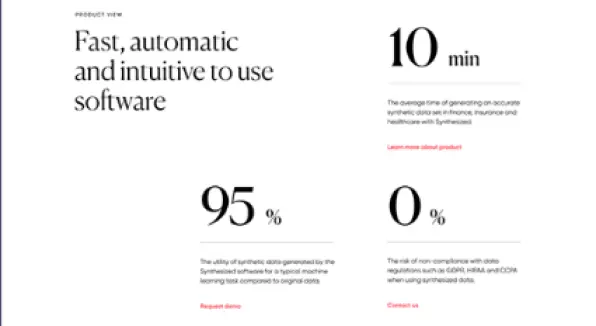 PRODUCT VIEW
Fast, automatic
and intuitive to use
software
10 min
The average time of generating an accurate
synthetic data set in finance, insurance and
healthcare with Synthesized.
Learn more about product
95 %
The utility of synthetic data generated by the
Synthesized software for a typical machine
learning task compared to original data.
Request demo
0 %
The risk of non-compliance with data
regulations such as GDPR, HIPAA and CCPA
when using synthesized data.
Contact us